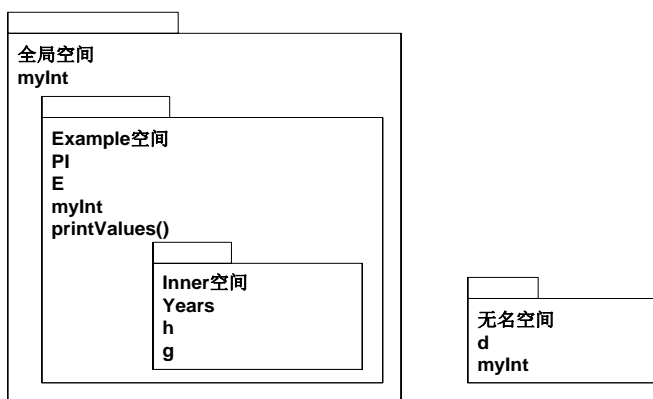 全局空间
myInt
Example空间
PI
E
myInt
printValues()
Inner空间
Years
h
g
无名空间
d
myInt